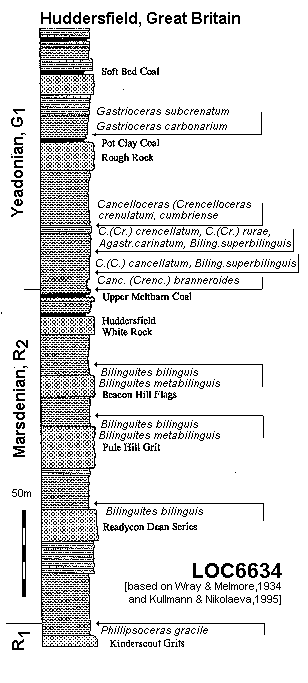 Huddersfield, Great Britain
Soft Bed Coal
Gastrioceras subcrenatum
Gastrioceras carbonarium
Pot Clay Coal
Rough Rock
Yeadonian, G1
Cancelloceras (Crencelloceras
crenulatum, cumbriense
C.(Cr.) crencellatum, C.(Cr.) rurae,
Agastr.carinatum, Biling.superbilinguis
C.(C.) cancellatum, Biling.superbilinguis
Canc. (Crenc.) branneroides
Upper Meltham Coal
Huddersfield
White Rock
Marsdenian, R2
Bilinguites bilinguis
Bilinguites metabilinguis
Beacon Hill Flags
Bilinguites bilinguis
Bilinguites metabilinguis
Pule Hill Grit
50m
Bilinguites bilinguis
Readycon Dean Series
LOC6634
[based on Wray & Melmore,1934
and Kullmann & Nikolaeva,1995]
R1
Phillipsoceras gracile
Kinderscout Grits